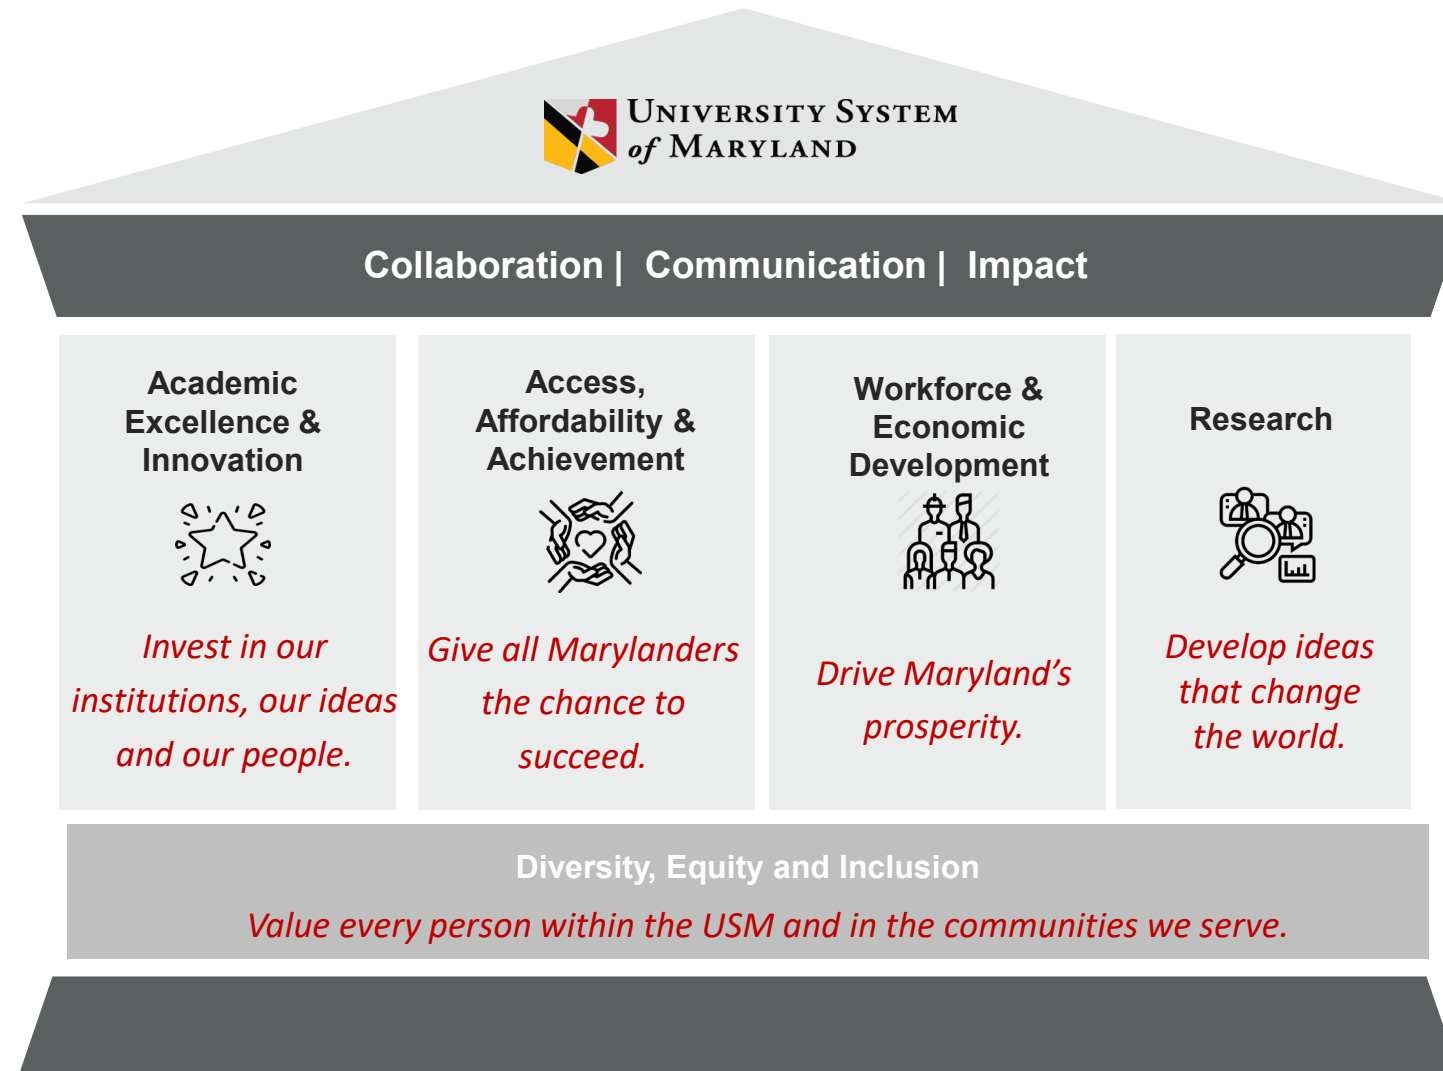 UNIVERSITY SYSTEM
of MARYLAND
Collaboration | Communication | Impact
Academic
Excellence &
Innovation
Invest in our
institutions, our ideas
and our people.
Access,
Affordability &
Achievement
Give all Marylanders
the chance to
succeed.
Workforce &
Economic
Development
Drive Maryland’s
prosperity.
Research
Develop ideas
that change
the world.
Diversity, Equity and Inclusion
Value every person within the USM and in the communities we serve.